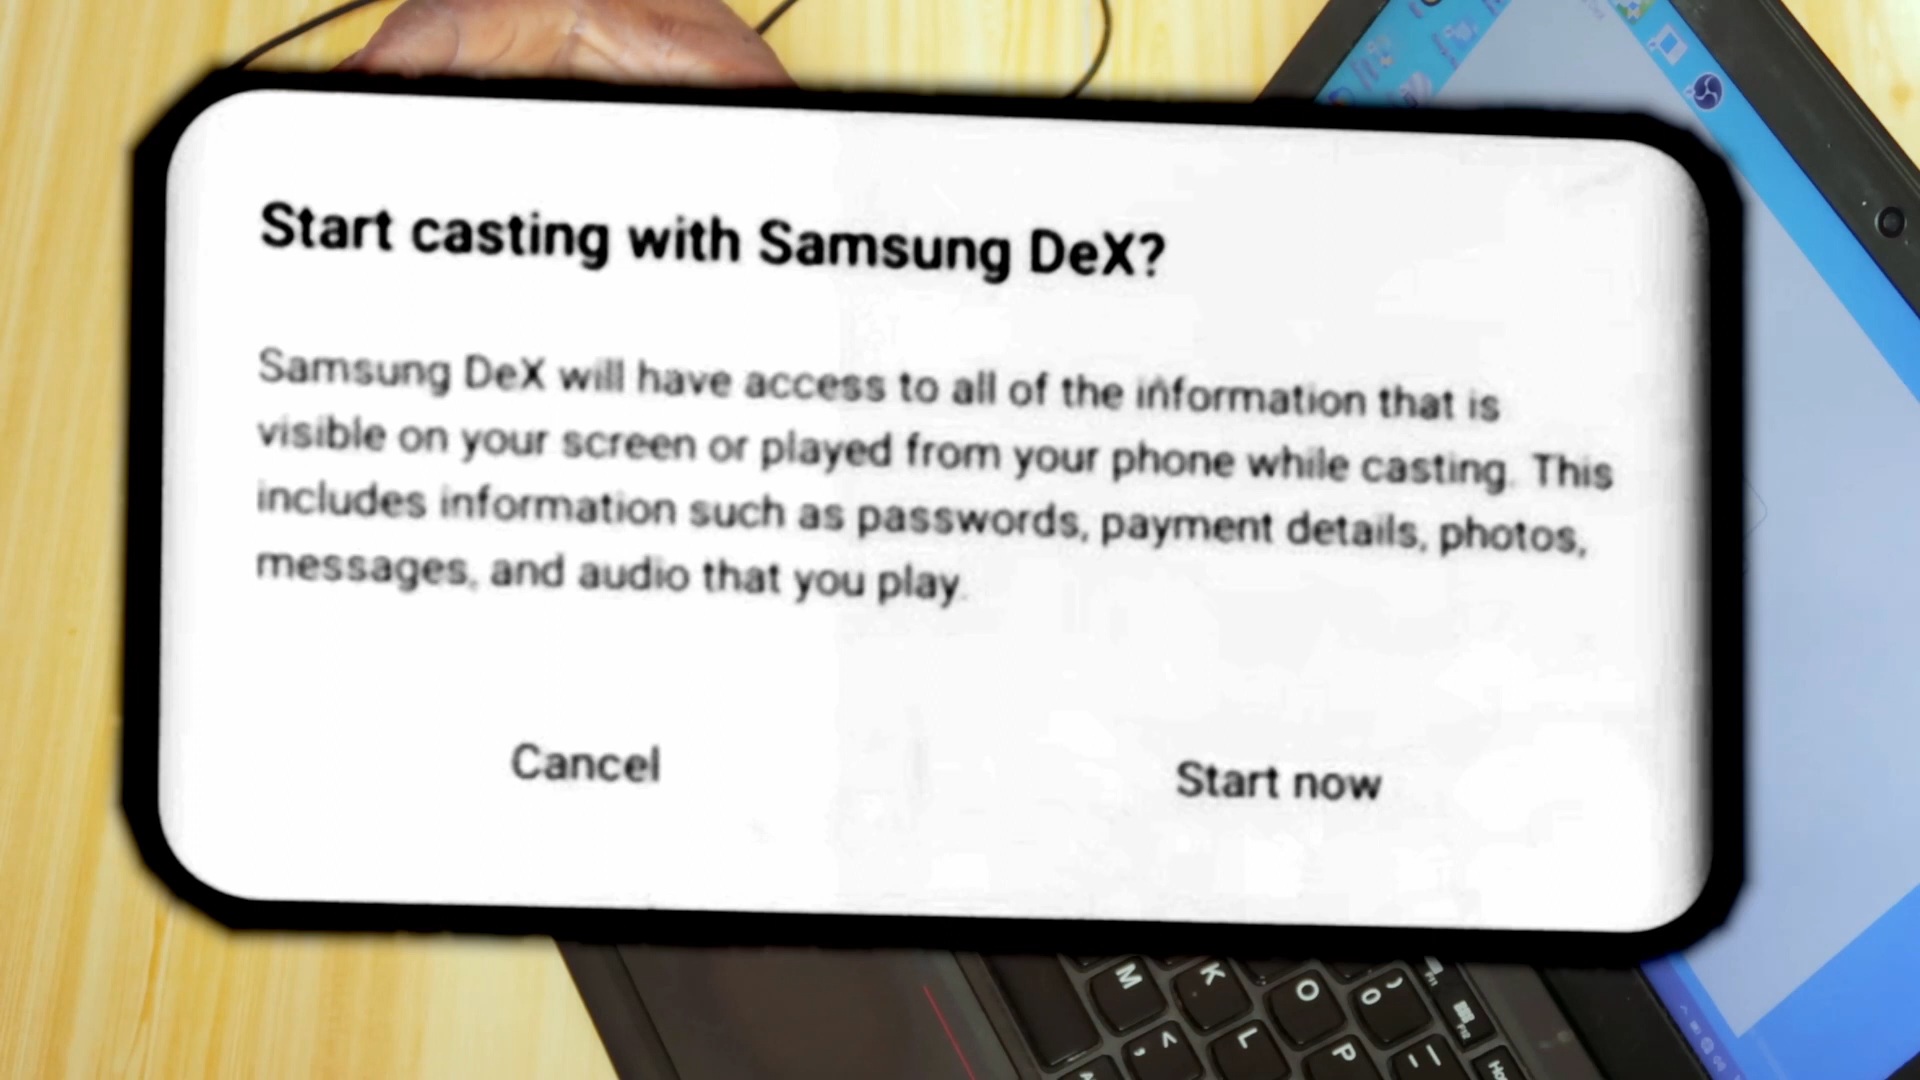 Start casting with Samsung DeX?
Samsung DeX will have access to all of the information that is
visible on your screen or played from your phone while casting. This
includes information such as passwords, payment details, photos,
messages, and audio that you play.
Cancel
Start now
M
K
O
)
0
<
,
L
P